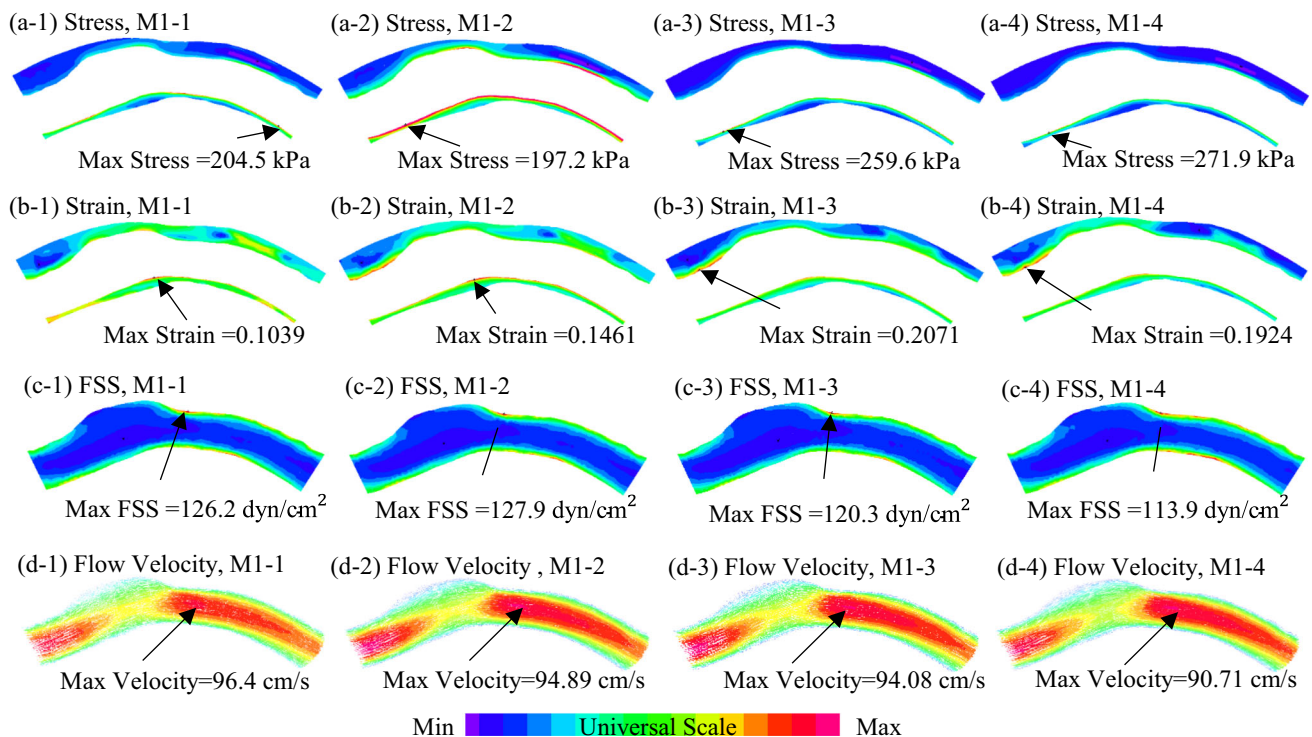 (a-1) Stress, M1-1 (a-2) Stress, M1-2 (a-3) Stress, M1-3 (a-4) Stress, M1-4
Max Stress =204.5 kPa Max Stress =197.2 kPa Max Stress =259.6 kPa Max Stress =271.9 kPa
(b-1) Strain, M1-1 (b-2) Strain, M1-2 (b-3) Strain, M1-3 (b-4) Strain, M1-4
Max Strain=0.1039 Max Strain=0.1461 Max Strain=0.2071 Max Strain=0.1924
(c-1) FSS, M1-1 (c-2) FSS, M1-2 (c-3) FSS, M1-3 (c-4) FSS, M1-4
Max FSS =126.2 dyn/cm² Max FSS =127.9 dyn/cm² Max FSS =120.3 dyn/cm² Max FSS =113.9 dyn/cm²
(d-1) Flow Velocity, M1-1 (d-2) Flow Velocity , M1-2 (d-3) Flow Velocity, M1-3 (d-4) Flow Velocity, M1-4
Max Velocity=96.4 cm/s Max Velocity=94.89 cm/s Max Velocity=94.08 cm/s Max Velocity=90.71 cm/s
Min Universal Scale Max